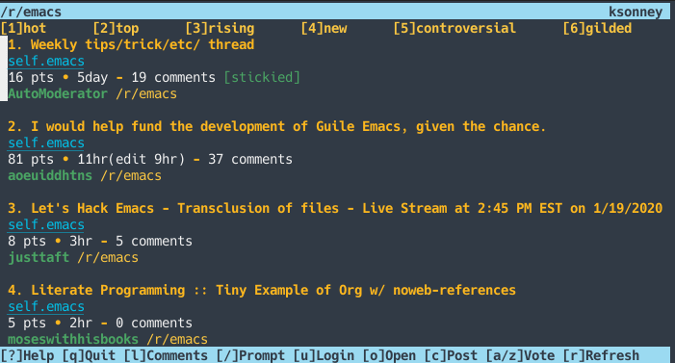 /r/emacs ksonney
[1]hot [2]top [3]rising [4]new [5]controversial [6]gilded
1. Weekly tips/trick/etc/ thread
self.emacs
16 pts • 5day - 19 comments [stickied]
AutoModerator /r/emacs
2. I would help fund the development of Guile Emacs, given the chance.
self.emacs
81 pts • 11hr(edit 9hr) - 37 comments
aoeuiddhtns /r/emacs
3. Let's Hack Emacs - Transclusion of files - Live Stream at 2:45 PM EST on 1/19/2020
self.emacs
8 pts • 3hr - 5 comments
justtaft /r/emacs
4. Literate Programming :: Tiny Example of Org w/ noweb-references
self.emacs
5 pts • 2hr - 0 comments
moseswithhisbooks /r/emacs
[?]Help [q]Quit [l]Comments [/]Prompt [u]Login [o]Open [c]Post [a/z]Vote [r]Refresh